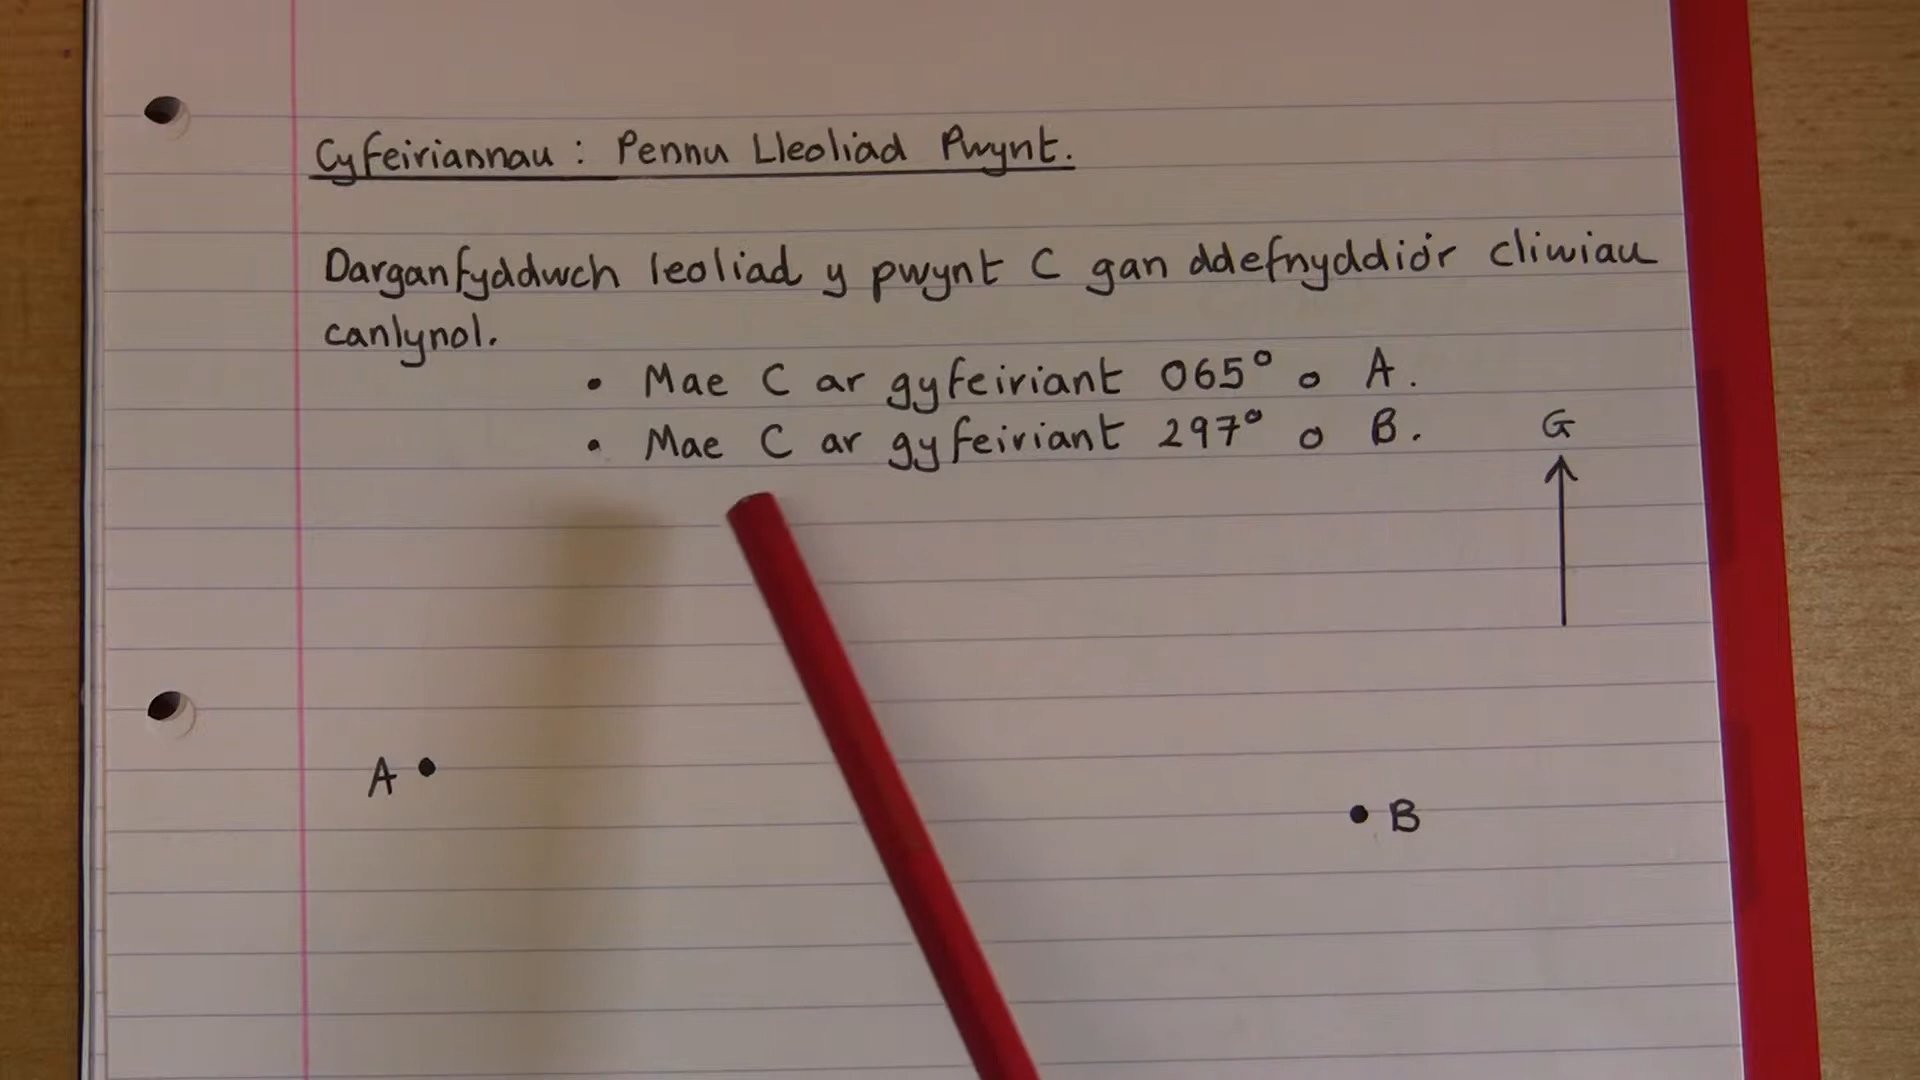 Cyfeiriannau : Pennu Lleoliad Pwynt.
Darganfyddwch leoliad y pwynt C gan ddefnyddio'r cliwiau
canlynol.
• Mae C ar gyfeiriant 065° o A.
• Mae C ar gyfeiriant 297° o B.
G
A •
• B